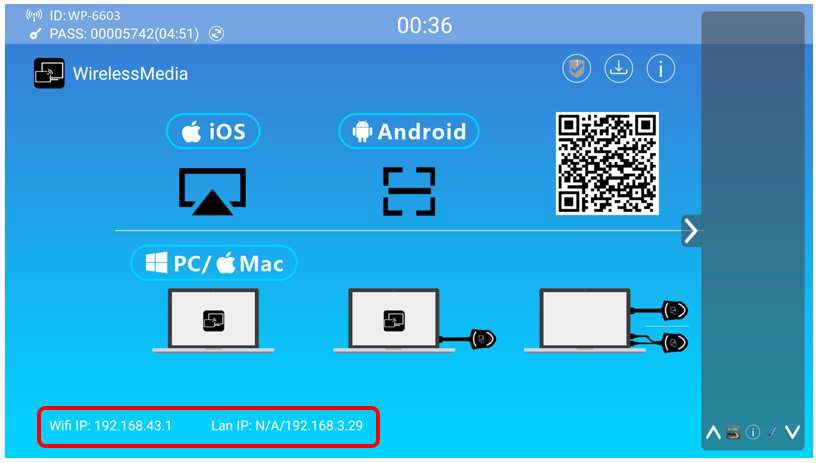 ID: WP-6603
PASS: 00005742(04:51)
00:36
WirelessMedia
iOS
Android
PC/ Mac
Wifi IP: 192.168.43.1 Lan IP: N/A/192.168.3.29